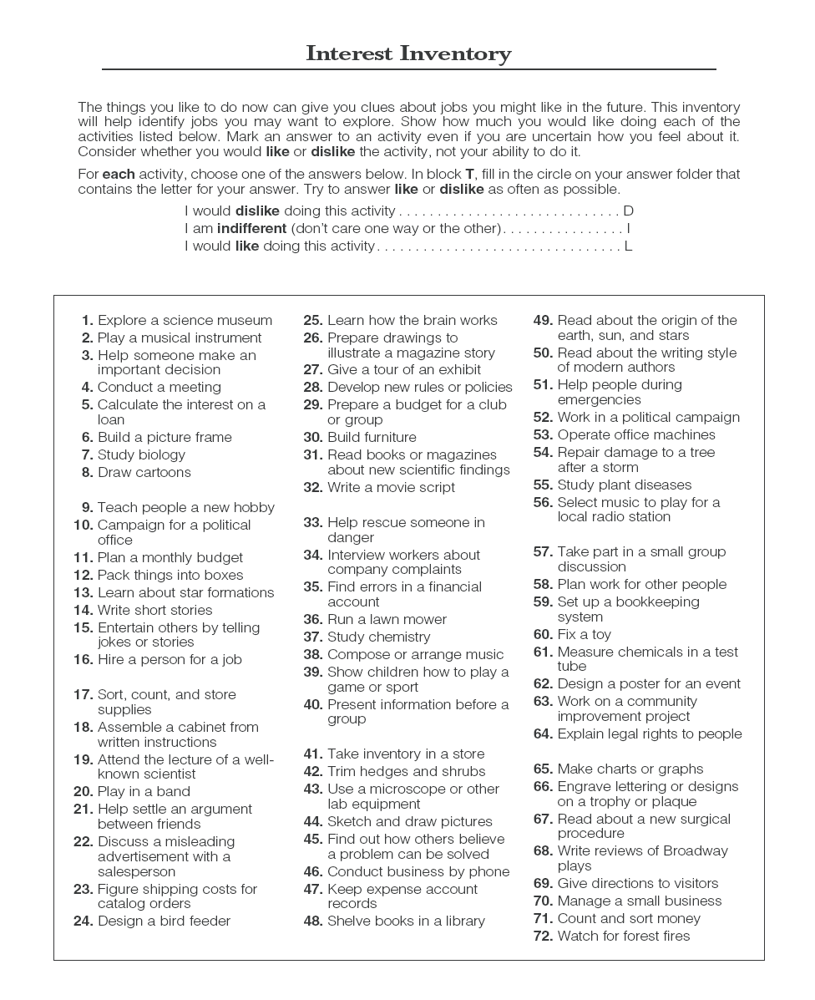 Interest Inventory
The things you like to do now can give you clues about jobs you might like in the future. This inventory
will help identify jobs you may want to explore. Show how much you would like doing each of the
activities listed below. Mark an answer to an activity even if you are uncertain how you feel about it.
Consider whether you would like or dislike the activity, not your ability to do it.
For each activity, choose one of the answers below. In block T, fill in the circle on your answer folder that
contains the letter for your answer. Try to answer like or dislike as often as possible.
I would dislike doing this activity . . . . . . . . . . . . . . . . . . . . . . . . . . . . . D
I am indifferent (don't care one way or the other). . . . . . . . . . . . . . . . I
I would like doing this activity. . . . . . . . . . . . . . . . . . . . . . . . . . . . . . . . L
1. Explore a science museum
2. Play a musical instrument
3. Help someone make an
important decision
4. Conduct a meeting
5. Calculate the interest on a
loan
6. Build a picture frame
7. Study biology
8. Draw cartoons
9. Teach people a new hobby
10. Campaign for a political
office
11. Plan a monthly budget
12. Pack things into boxes
13. Learn about star formations
14. Write short stories
15. Entertain others by telling
jokes or stories
16. Hire a person for a job
17. Sort, count, and store
supplies
18. Assemble a cabinet from
written instructions
19. Attend the lecture of a well-
known scientist
20. Play in a band
21. Help settle an argument
between friends
22. Discuss a misleading
advertisement with a
salesperson
23. Figure shipping costs for
catalog orders
24. Design a bird feeder
25. Learn how the brain works
26. Prepare drawings to
illustrate a magazine story
27. Give a tour of an exhibit
28. Develop new rules or policies
29. Prepare a budget for a club
or group
30. Build furniture
31. Read books or magazines
about new scientific findings
32. Write a movie script
33. Help rescue someone in
danger
34. Interview workers about
company complaints
35. Find errors in a financial
account
36. Run a lawn mower
37. Study chemistry
38. Compose or arrange music
39. Show children how to play a
game or sport
40. Present information before a
group
41. Take inventory in a store
42. Trim hedges and shrubs
43. Use a microscope or other
lab equipment
44. Sketch and draw pictures
45. Find out how others believe
a problem can be solved
46. Conduct business by phone
47. Keep expense account
records
48. Shelve books in a library
49. Read about the origin of the
earth, sun, and stars
50. Read about the writing style
of modern authors
51. Help people during
emergencies
52. Work in a political campaign
53. Operate office machines
54. Repair damage to a tree
after a storm
55. Study plant diseases
56. Select music to play for a
local radio station
57. Take part in a small group
discussion
58. Plan work for other people
59. Set up a bookkeeping
system
60. Fix a toy
61. Measure chemicals in a test
tube
62. Design a poster for an event
63. Work on a community
improvement project
64. Explain legal rights to people
65. Make charts or graphs
66. Engrave lettering or designs
on a trophy or plaque
67. Read about a new surgical
procedure
68. Write reviews of Broadway
plays
69. Give directions to visitors
70. Manage a small business
71. Count and sort money
72. Watch for forest fires